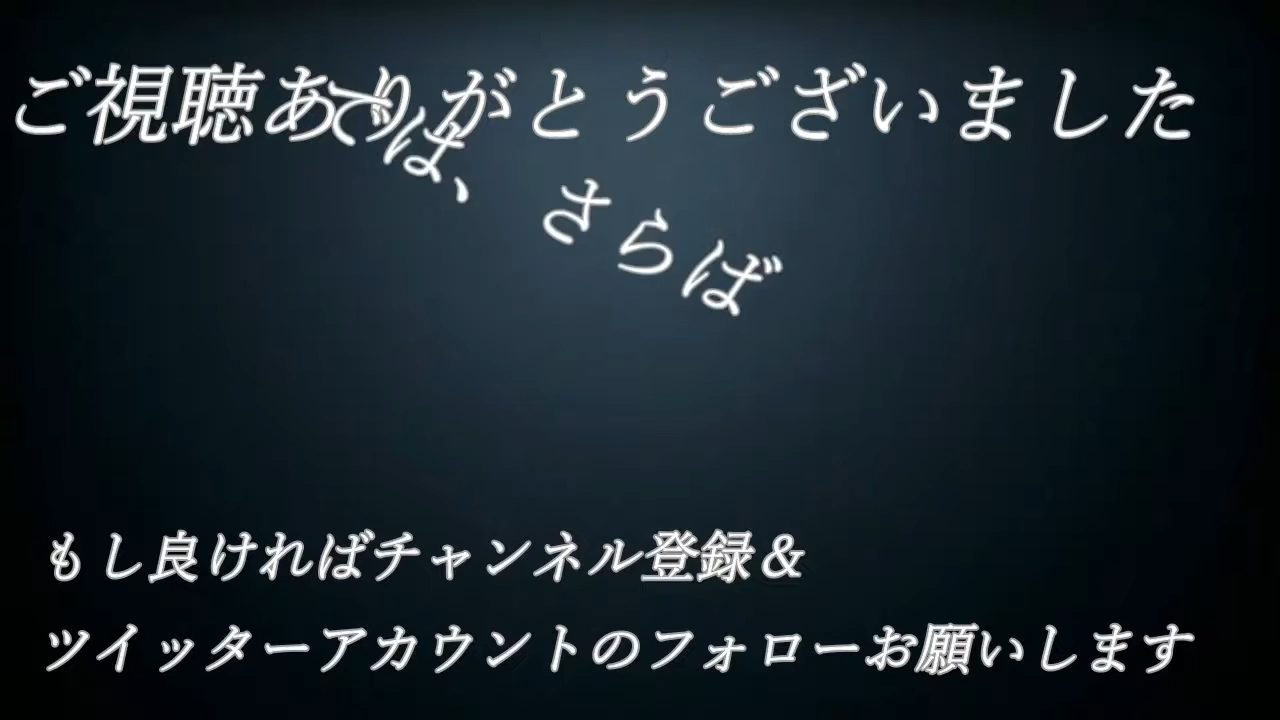 ご視聴ありがとうございました
では、さらば
もし良ければチャンネル登録&
ツイッターアカウントのフォローお願いします